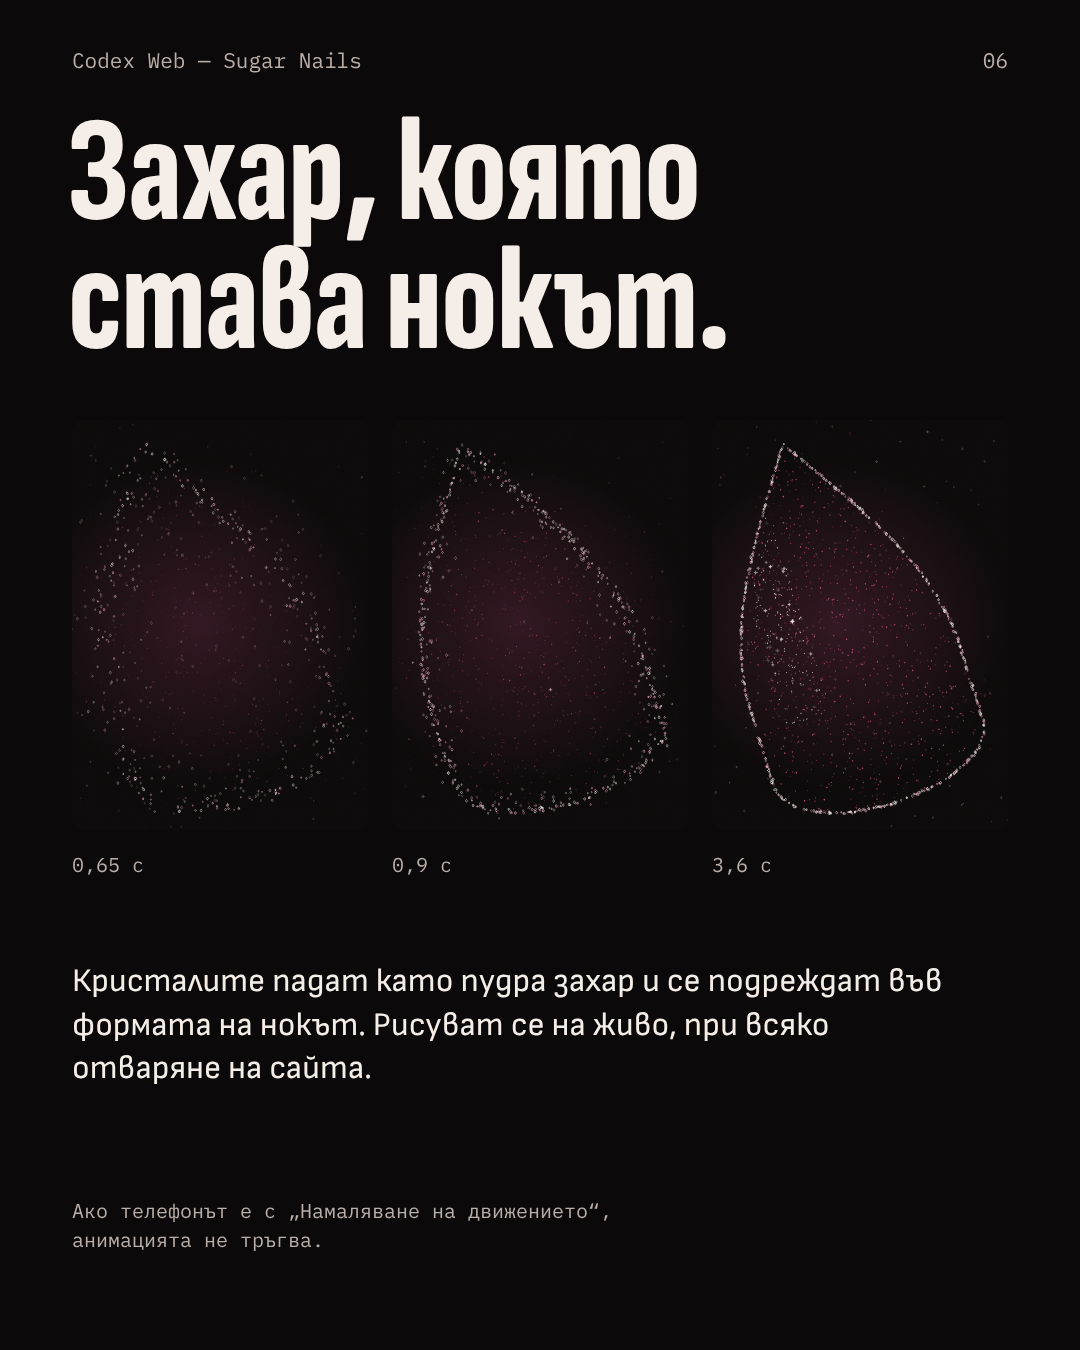 Codex Web — Sugar Nails
06
Захар, която
става нокът.
0,65 с
0,9 с
3,6 с
Кристалите падат като пудра захар и се подреждат във
формата на нокът. Рисуват се на живо, при всяко
отваряне на сайта.
Ако телефонът е с „Намаляване на движението“,
анимацията не тръгва.